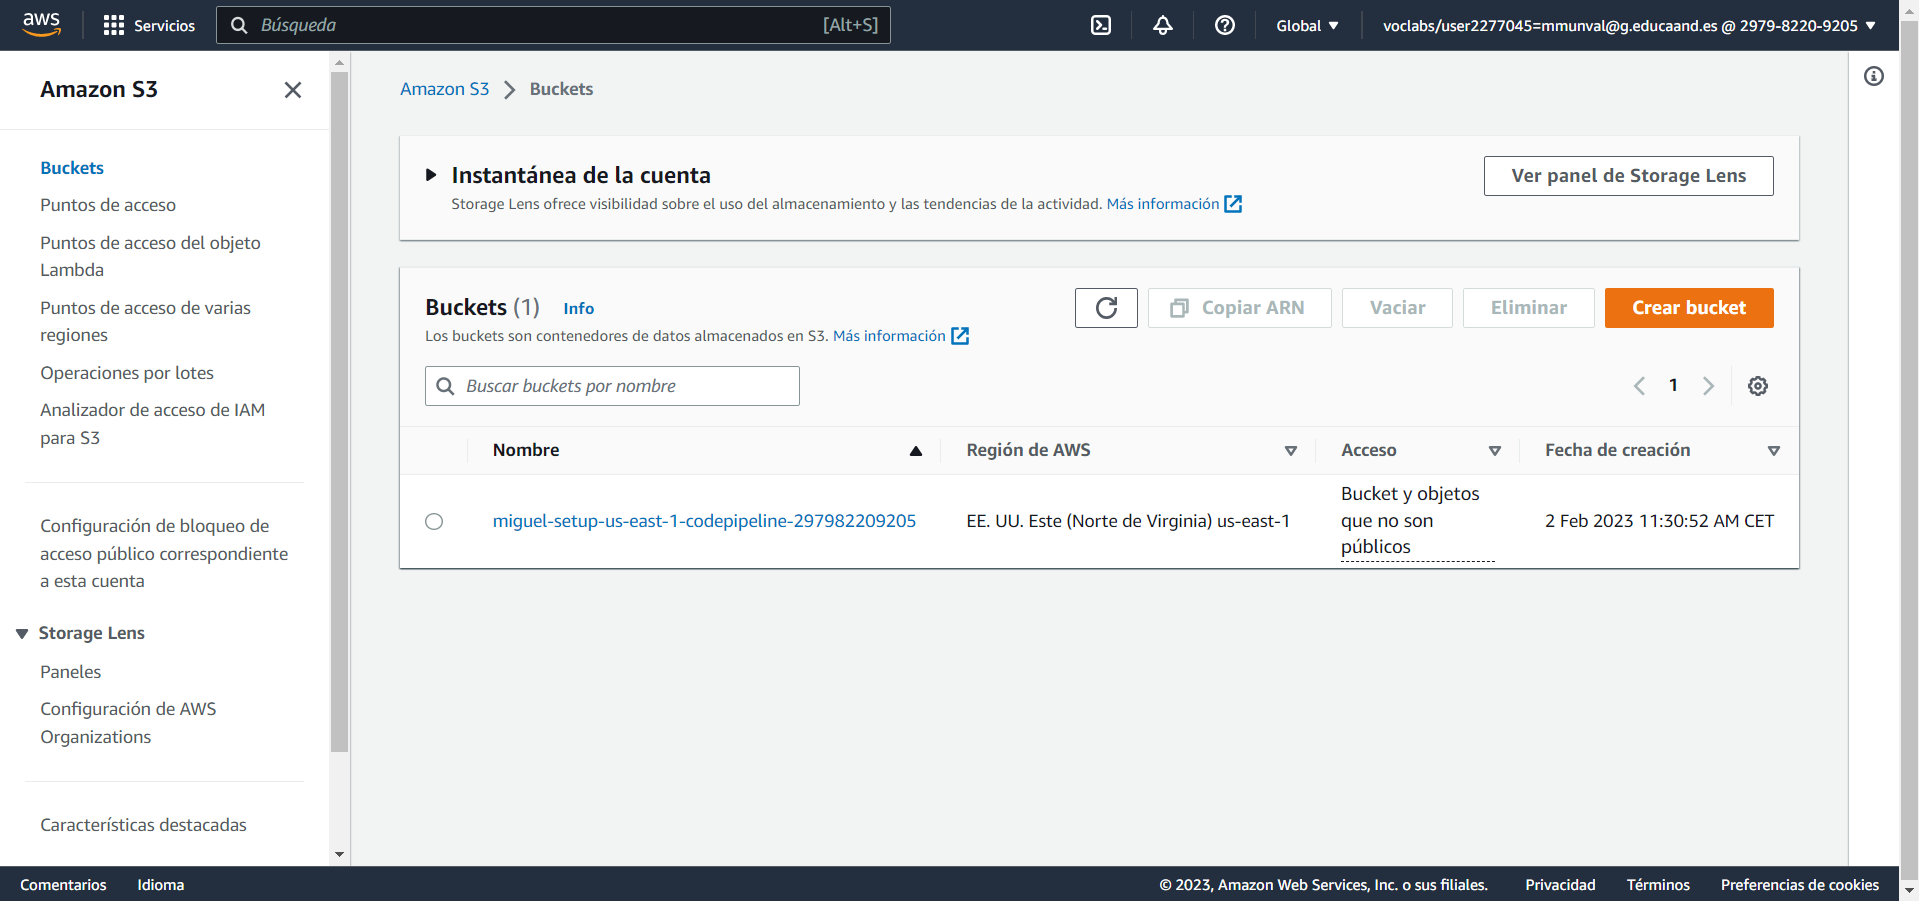 aws
Servicios
Búsqueda
[Alt+S]
Global
voclabs/user2277045=mmunval@g.educaand.es @ 2979-8220-9205
Amazon S3
Buckets
Puntos de acceso
Puntos de acceso del objeto
Lambda
Puntos de acceso de varias
regiones
Operaciones por lotes
Analizador de acceso de IAM
para S3
Configuración de bloqueo de
acceso público correspondiente
a esta cuenta
Storage Lens
Paneles
Configuración de AWS
Organizations
Características destacadas
Amazon S3 Buckets
Instantánea de la cuenta
Storage Lens ofrece visibilidad sobre el uso del almacenamiento y las tendencias de la actividad. Más información
Ver panel de Storage Lens
Buckets (1) Info
Los buckets son contenedores de datos almacenados en S3. Más información
Copiar ARN
Vaciar
Eliminar
Crear bucket
Buscar buckets por nombre
1
Nombre
Región de AWS
Acceso
Fecha de creación
miguel-setup-us-east-1-codepipeline-297982209205
EE. UU. Este (Norte de Virginia) us-east-1
Bucket y objetos
que no son
públicos
2 Feb 2023 11:30:52 AM CET
Comentarios
Idioma
© 2023, Amazon Web Services, Inc. o sus filiales.
Privacidad
Términos
Preferencias de cookies